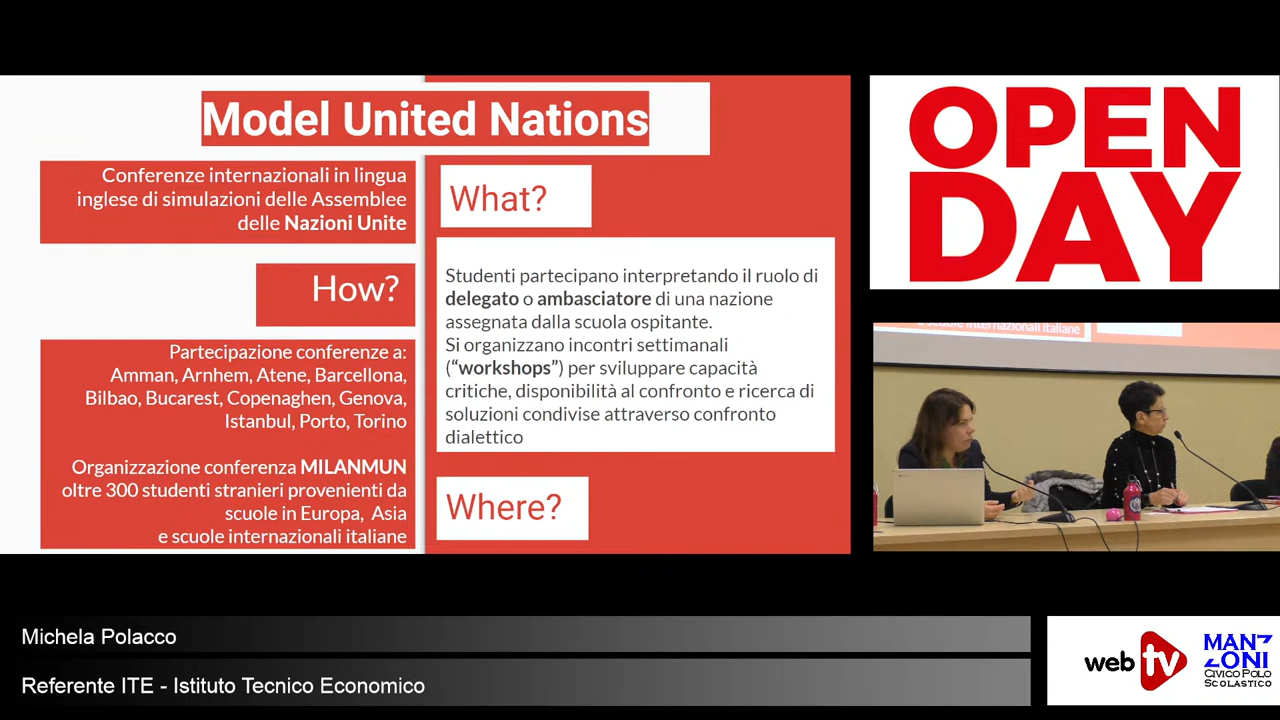 Model United Nations
Conferenze internazionali in lingua
inglese di simulazioni delle Assemblee
delle Nazioni Unite
What?
How?
Studenti partecipano interpretando il ruolo di
delegato o ambasciatore di una nazione
assegnata dalla scuola ospitante.
Si organizzano incontri settimanali
(“workshops”) per sviluppare capacità
critiche, disponibilità al confronto e ricerca di
soluzioni condivise attraverso confronto
dialettico
Partecipazione conferenze a:
Amman, Arnhem, Atene, Barcellona,
Bilbao, Bucarest, Copenaghen, Genova,
Istanbul, Porto, Torino
Organizzazione conferenza MILANMUN
oltre 300 studenti stranieri provenienti da
scuole in Europa, Asia
e scuole internazionali italiane
Where?
OPEN
DAY
e scuole internazionali italiane
Michela Polacco
Referente ITE - Istituto Tecnico Economico
web tv
MANZ
ZONI
CIVICO POLO
SCOLASTICO